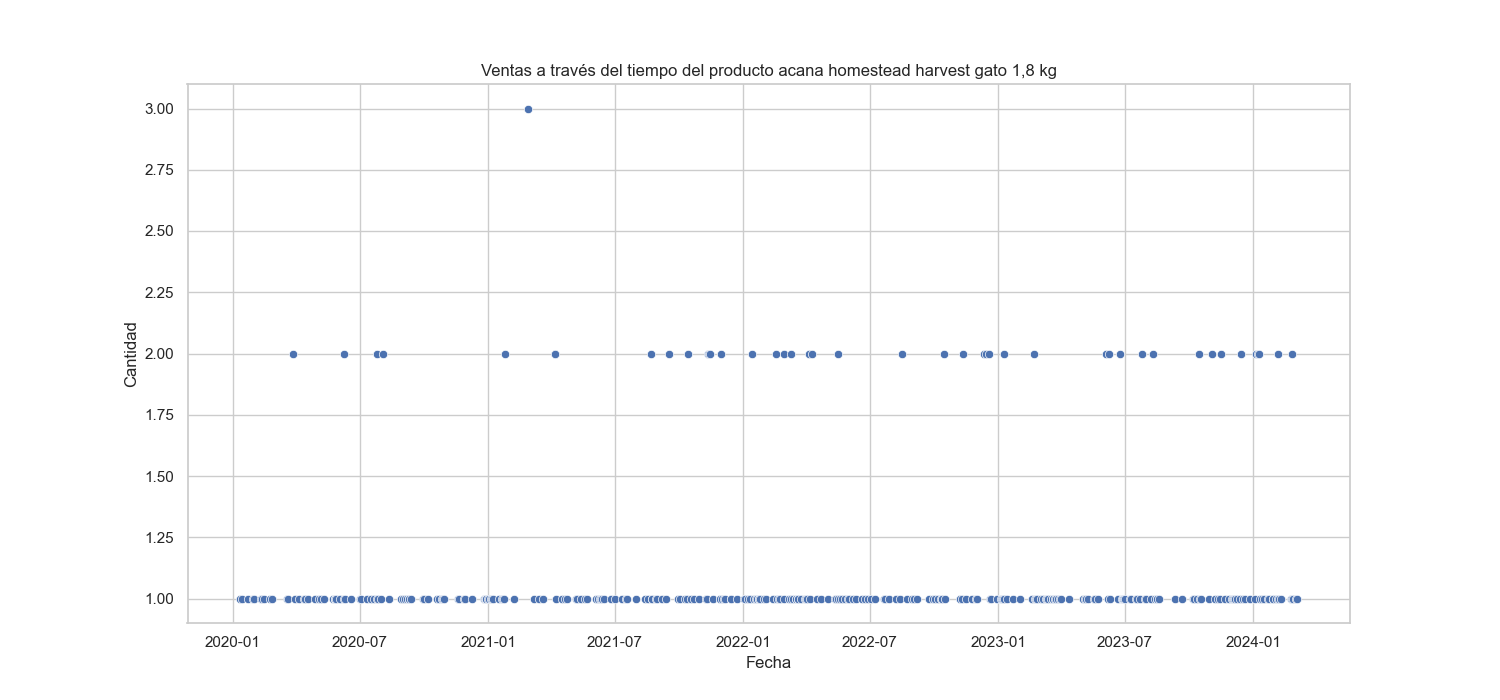 Ventas a través del tiempo del producto acana homestead harvest gato 1,8 kg
3.00
2.75
2.50
2.25
2.00
1.75
1.50
1.25
1.00
Cantidad
2020-01 2020-07 2021-01 2021-07 2022-01 2022-07 2023-01 2023-07 2024-01
Fecha